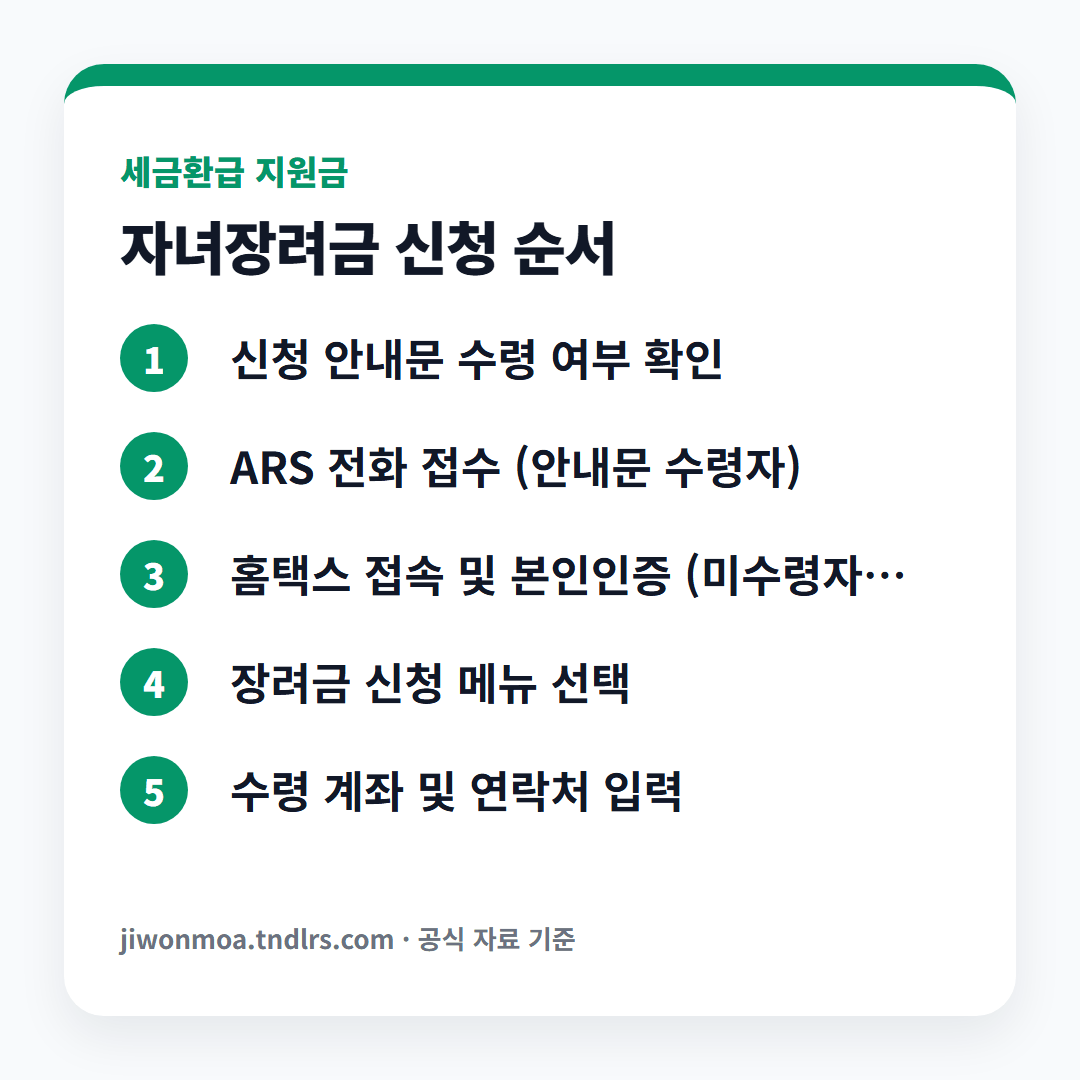 세금환급 지원금
자녀장려금 신청 순서
1 신청 안내문 수령 여부 확인
2 ARS 전화 접수 (안내문 수령자)
3 홈택스 접속 및 본인인증 (미수령자…
4 장려금 신청 메뉴 선택
5 수령 계좌 및 연락처 입력
jiwonmoa.tndlrs.com · 공식 자료 기준